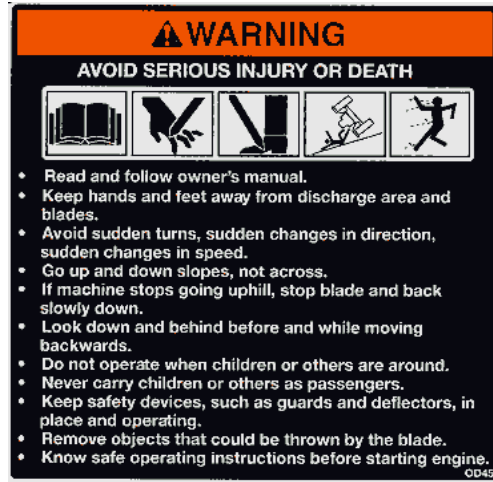 WARNING
AVOID SERIOUS INJURY OR DEATH
• Read and follow owner's manual.
• Keep hands and feet away from discharge area and
blades.
• Avoid sudden turns, sudden changes in direction,
sudden changes in speed.
• Go up and down slopes, not across.
• If machine stops going uphill, stop blade and back
slowly down.
• Look down and behind before and while moving
backwards.
• Do not operate when children or others are around.
• Never carry children or others as passengers.
• Keep safety devices, such as guards and deflectors, in
place and operating.
• Remove objects that could be thrown by the blade.
• Know safe operating instructions before starting engine.
OD45